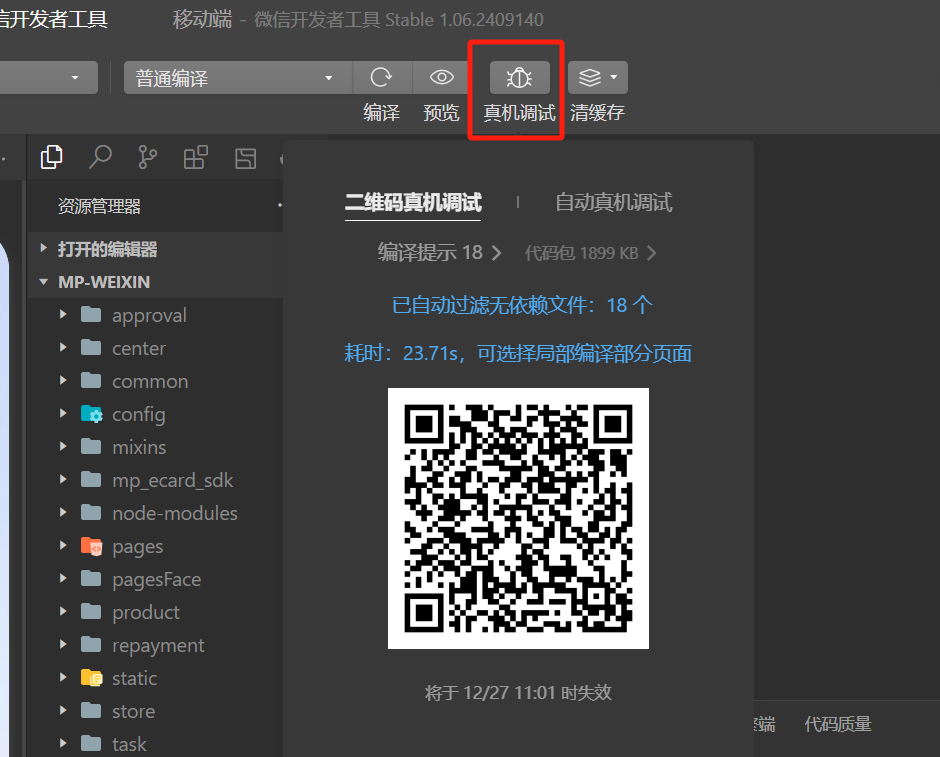 信开发者工具
移动端 - 微信开发者工具 Stable 1.06.2409140
普通编译
编译 预览 真机调试 清缓存
资源管理器
打开的编辑器
MP-WEIXIN
approval
center
common
config
mixins
mp_ecard_sdk
node-modules
pages
pagesFace
product
repayment
static
store
task
二维码真机调试 | 自动真机调试
编译提示 18 代码包 1899 KB
已自动过滤无依赖文件：18 个
耗时：23.71s，可选择局部编译部分页面
将于 12/27 11:01 时失效
端 代码质量